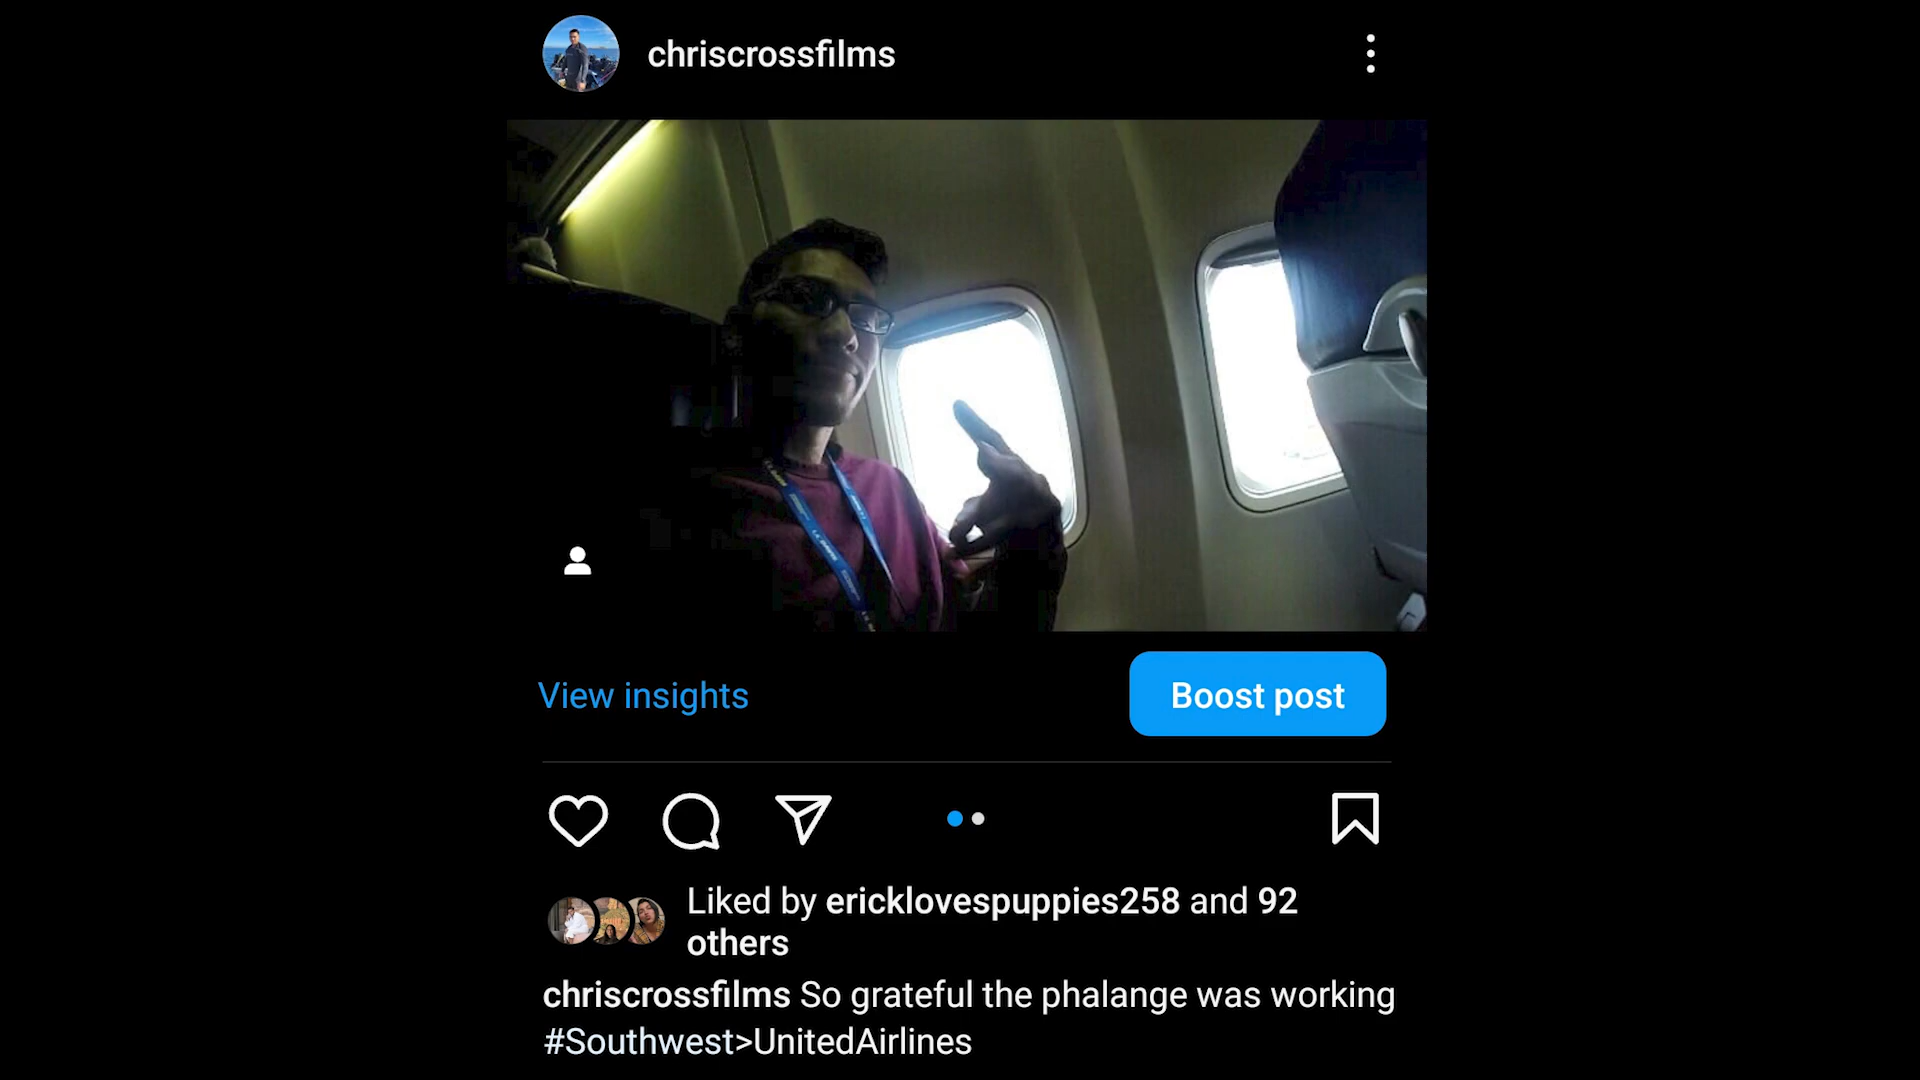 chriscrossfilms
View insights
Boost post
Liked by ericklovespuppies258 and 92
others
chriscrossfilms So grateful the phalange was working
#Southwest>UnitedAirlines